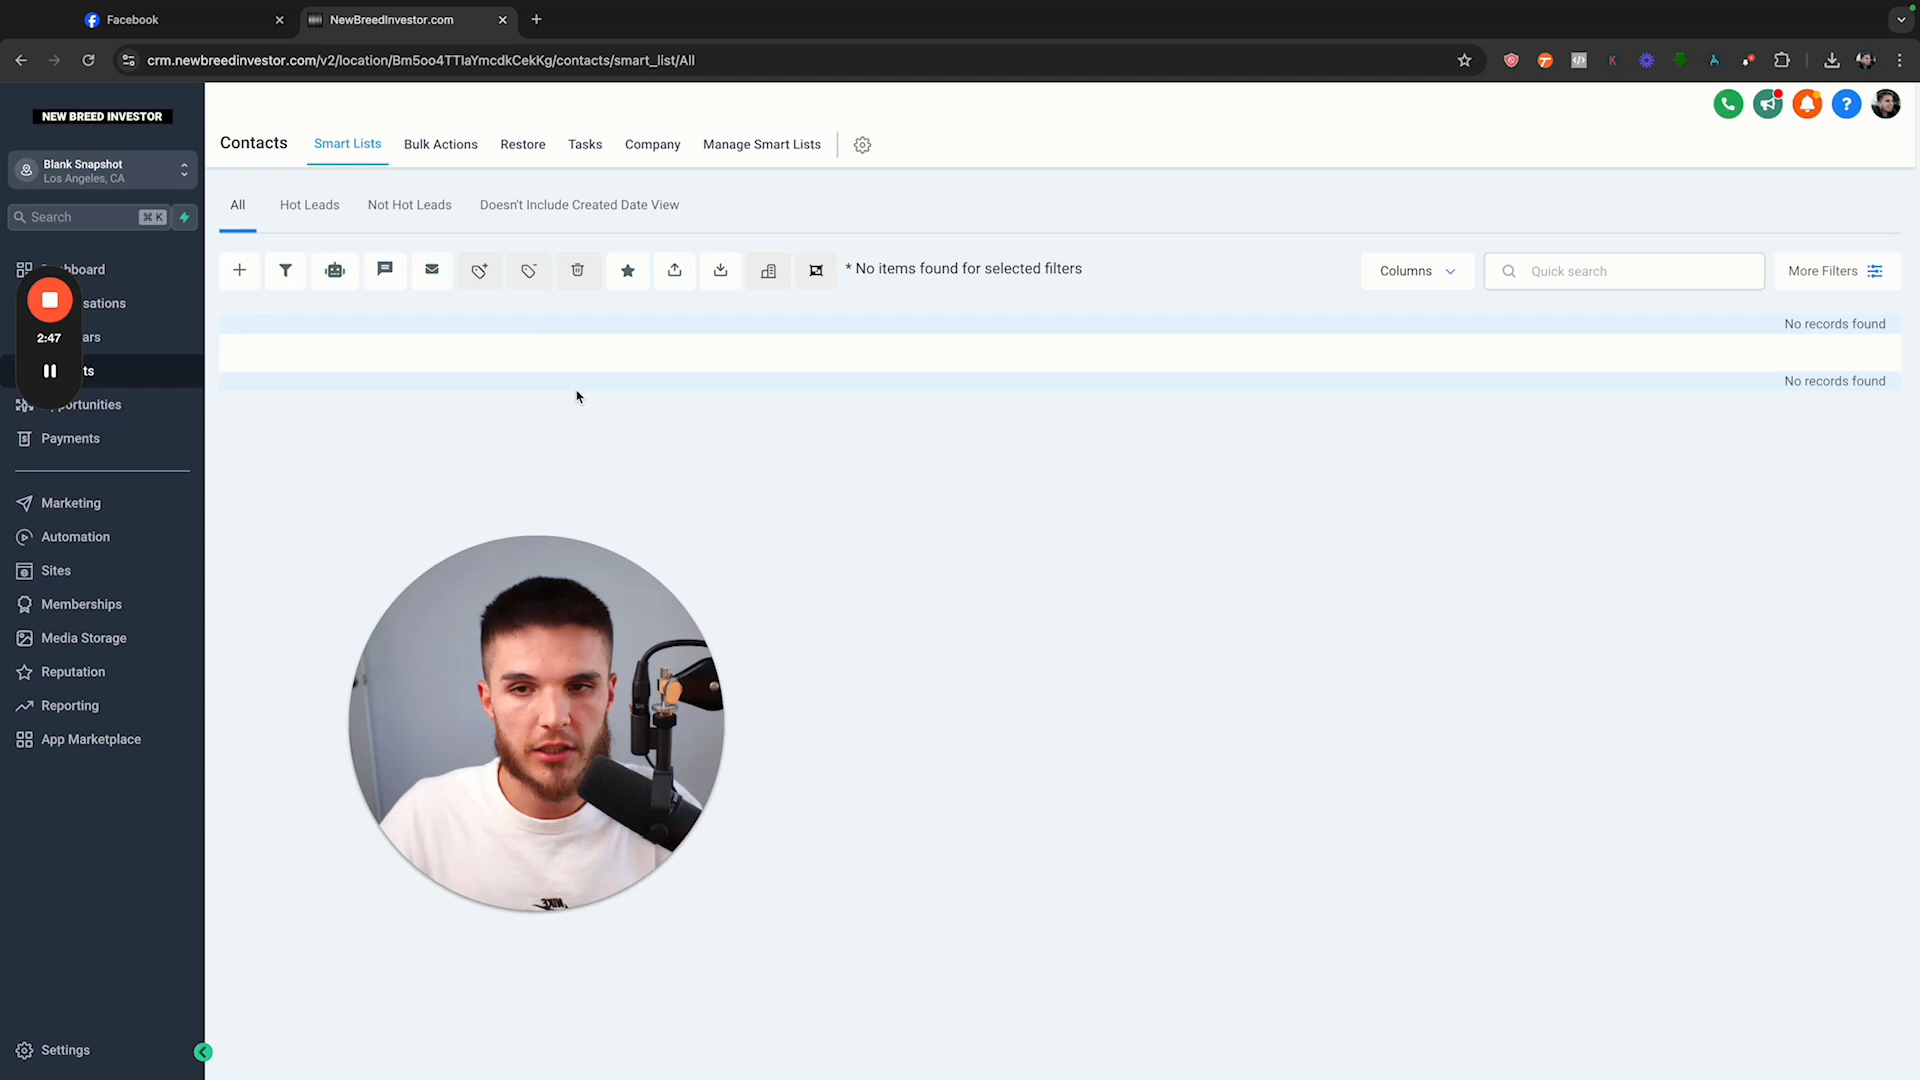 Facebook
NewBreedInvestor.com
crm.newbreedinvestor.com/v2/location/Bm5oo4TTIaYmcdkCekKg/contacts/smart_list/All
NEW BREED INVESTOR
Blank Snapshot
Los Angeles, CA
Search
⌘ K
Contacts
Smart Lists
Bulk Actions
Restore
Tasks
Company
Manage Smart Lists
All
Hot Leads
Not Hot Leads
Doesn't Include Created Date View
* No items found for selected filters
Columns
Quick search
More Filters
No records found
No records found
hboard
sations
ars
2:47
ts
portunities
Payments
Marketing
Automation
Sites
Memberships
Media Storage
Reputation
Reporting
App Marketplace
Settings